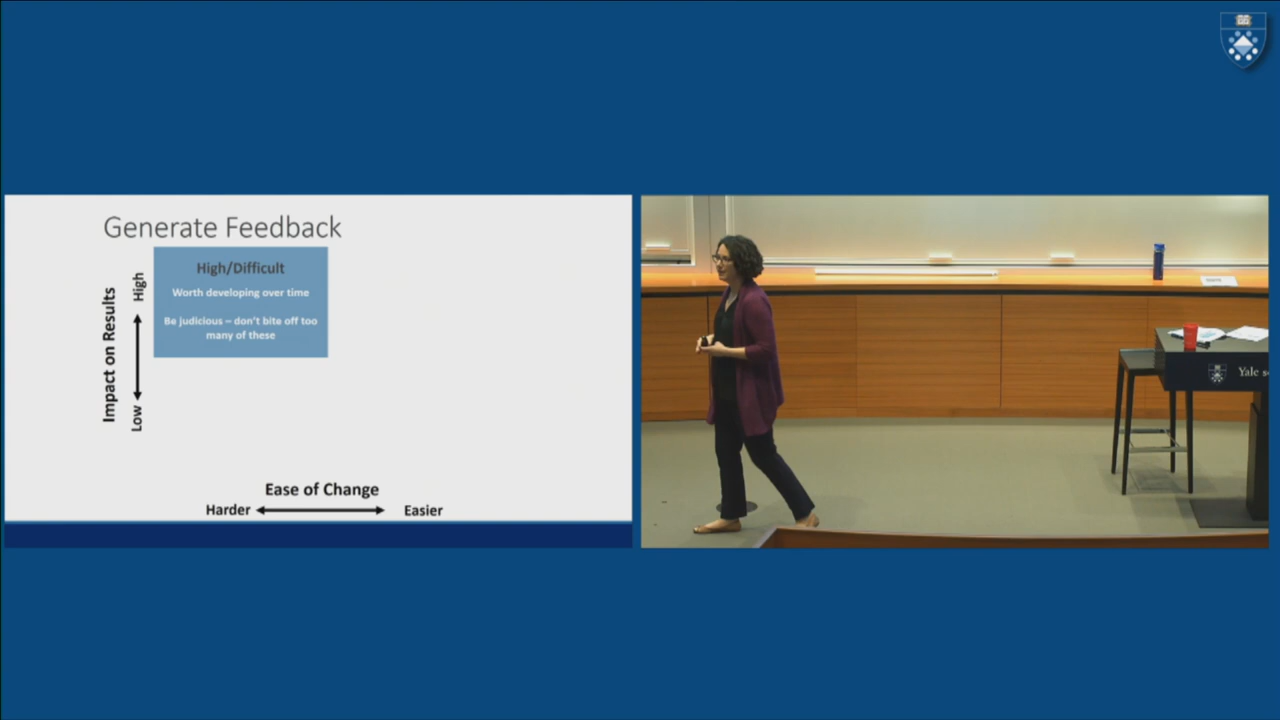 Generate Feedback
High/Difficult
Worth developing over time
Be judicious – don't bite off too
many of these
Impact on Results
High
Low
Ease of Change
Harder
Easier
Yale